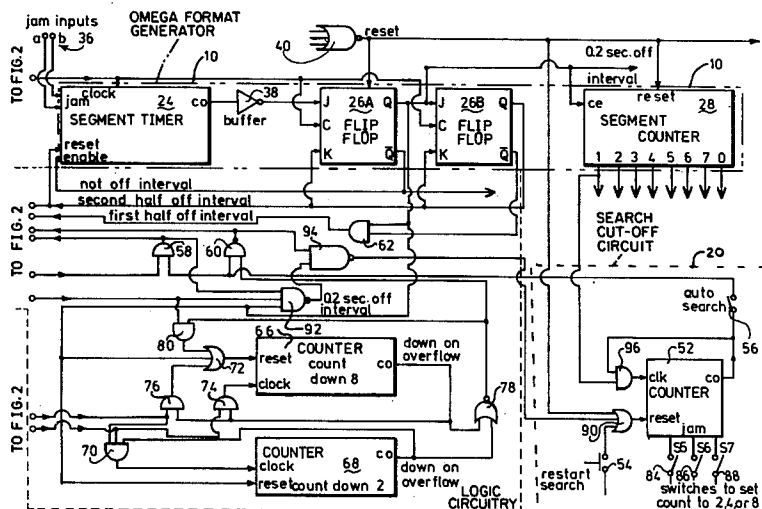 jam inputs
a b 36
OMEGA FORMAT
GENERATOR
10
40
reset
0.2 sec. off
interval
10
TO FIG.2
clock
jam
24
co
SEGMENT TIMER
reset
enable
38
buffer
J 26A Q
C FLIP
FLOP
K Q̅
J 26B Q
C FLIP
FLOP
K Q̅
reset
ce
28
SEGMENT
COUNTER
1 2 3 4 5 6 7 0
not off interval
second half off interval
first half off interval
TO FIG.2
58
60
94
62
SEARCH
CUT-OFF
CIRCUIT
20
0.2 sec. off
interval
92
auto
search
56
80
72
66
reset
COUNTER
count
down 8
clock
co
down on
overflow
76
74
78
96
52
clk co
COUNTER
reset
jam
90
TO FIG.2
70
COUNTER
clock
68
co
reset
count down 2
down on
overflow
LOGIC
CIRCUITRY
54
restart
search
S5 S6 S7
84 86 88
switches to set
count to 2,4,or 8